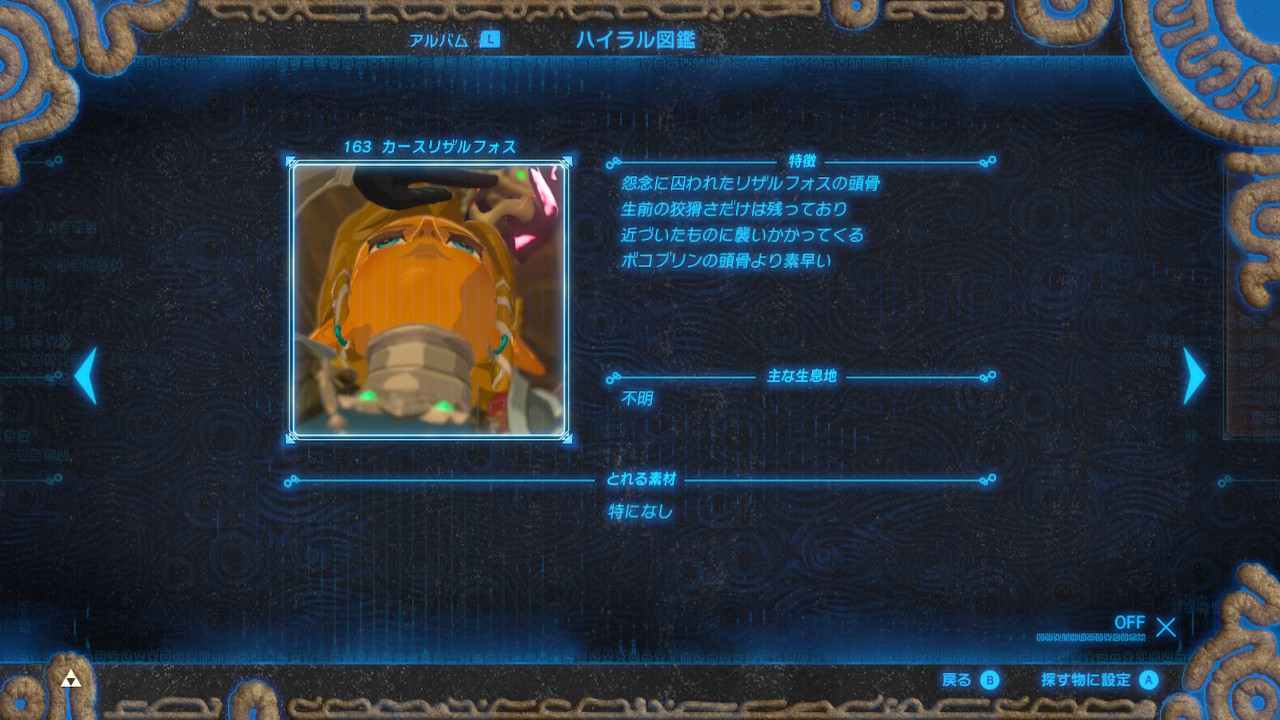 アルバム L
ハイラル図鑑
163 カースリザルフォス
特徴
怨念に囚われたリザルフォスの頭骨
生前の狡猾さだけは残っており
近づいたものに襲いかかってくる
ボコブリンの頭骨より素早い
主な生息地
不明
とれる素材
特になし
OFF
戻る B
探す物に設定 A